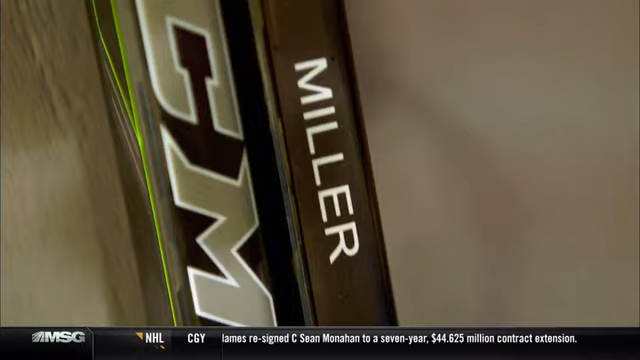 CCM
MILLER
MSG
NHL CGY lames re-signed C Sean Monahan to a seven-year, $44.625 million contract extension.